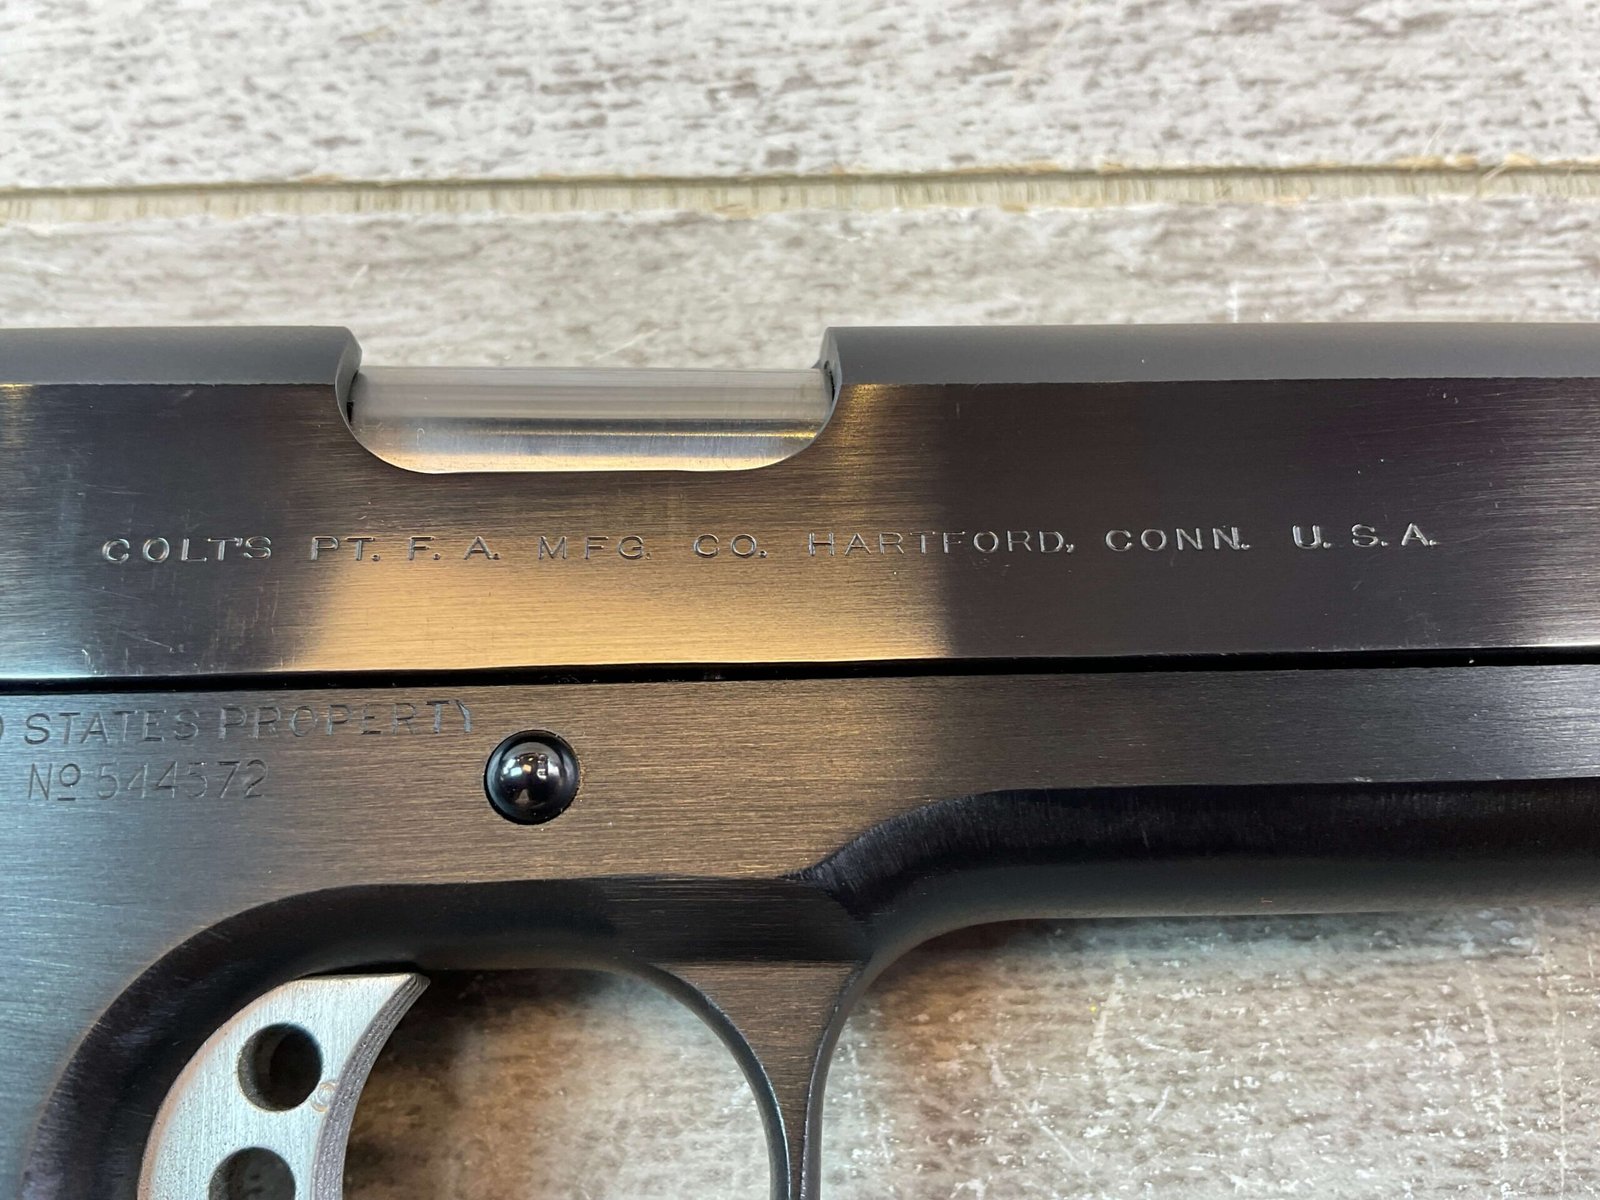 COLT'S PT. F. A. MFG. CO. HARTFORD, CONN. U. S. A.
STATES PROPERTY
No 544572